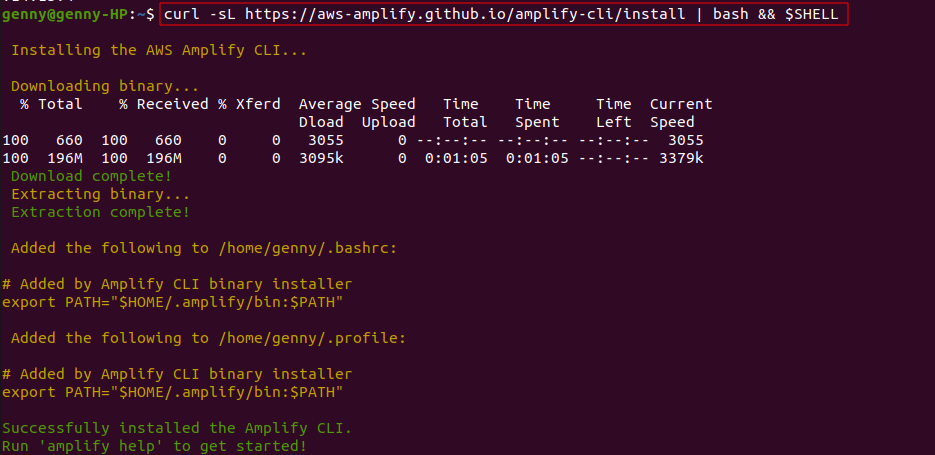 genny@genny-HP:~$ curl -sL https://aws-amplify.github.io/amplify-cli/install | bash && $SHELL
Installing the AWS Amplify CLI...
Downloading binary...
% Total % Received % Xferd Average Speed Time Time Time Current
Dload Upload Total Spent Left Speed
100 660 100 660 0 0 3055 0 --:--:-- --:--:-- --:--:-- 3055
100 196M 100 196M 0 0 3095k 0 0:01:05 0:01:05 --:--:-- 3379k
Download complete!
Extracting binary...
Extraction complete!
Added the following to /home/genny/.bashrc:
# Added by Amplify CLI binary installer
export PATH="$HOME/.amplify/bin:$PATH"
Added the following to /home/genny/.profile:
# Added by Amplify CLI binary installer
export PATH="$HOME/.amplify/bin:$PATH"
Successfully installed the Amplify CLI.
Run 'amplify help' to get started!